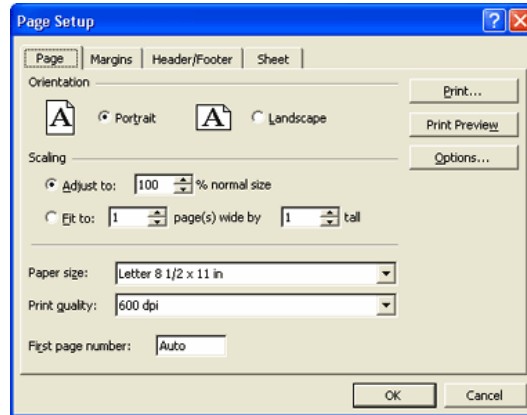 Page Setup
Page Margins Header/Footer Sheet
Orientation
A Portrait A Landscape
Print...
Print Preview
Options...
Scaling
Adjust to: 100 % normal size
Fit to: 1 page(s) wide by 1 tall
Paper size: Letter 8 1/2 x 11 in
Print quality: 600 dpi
First page number: Auto
OK Cancel